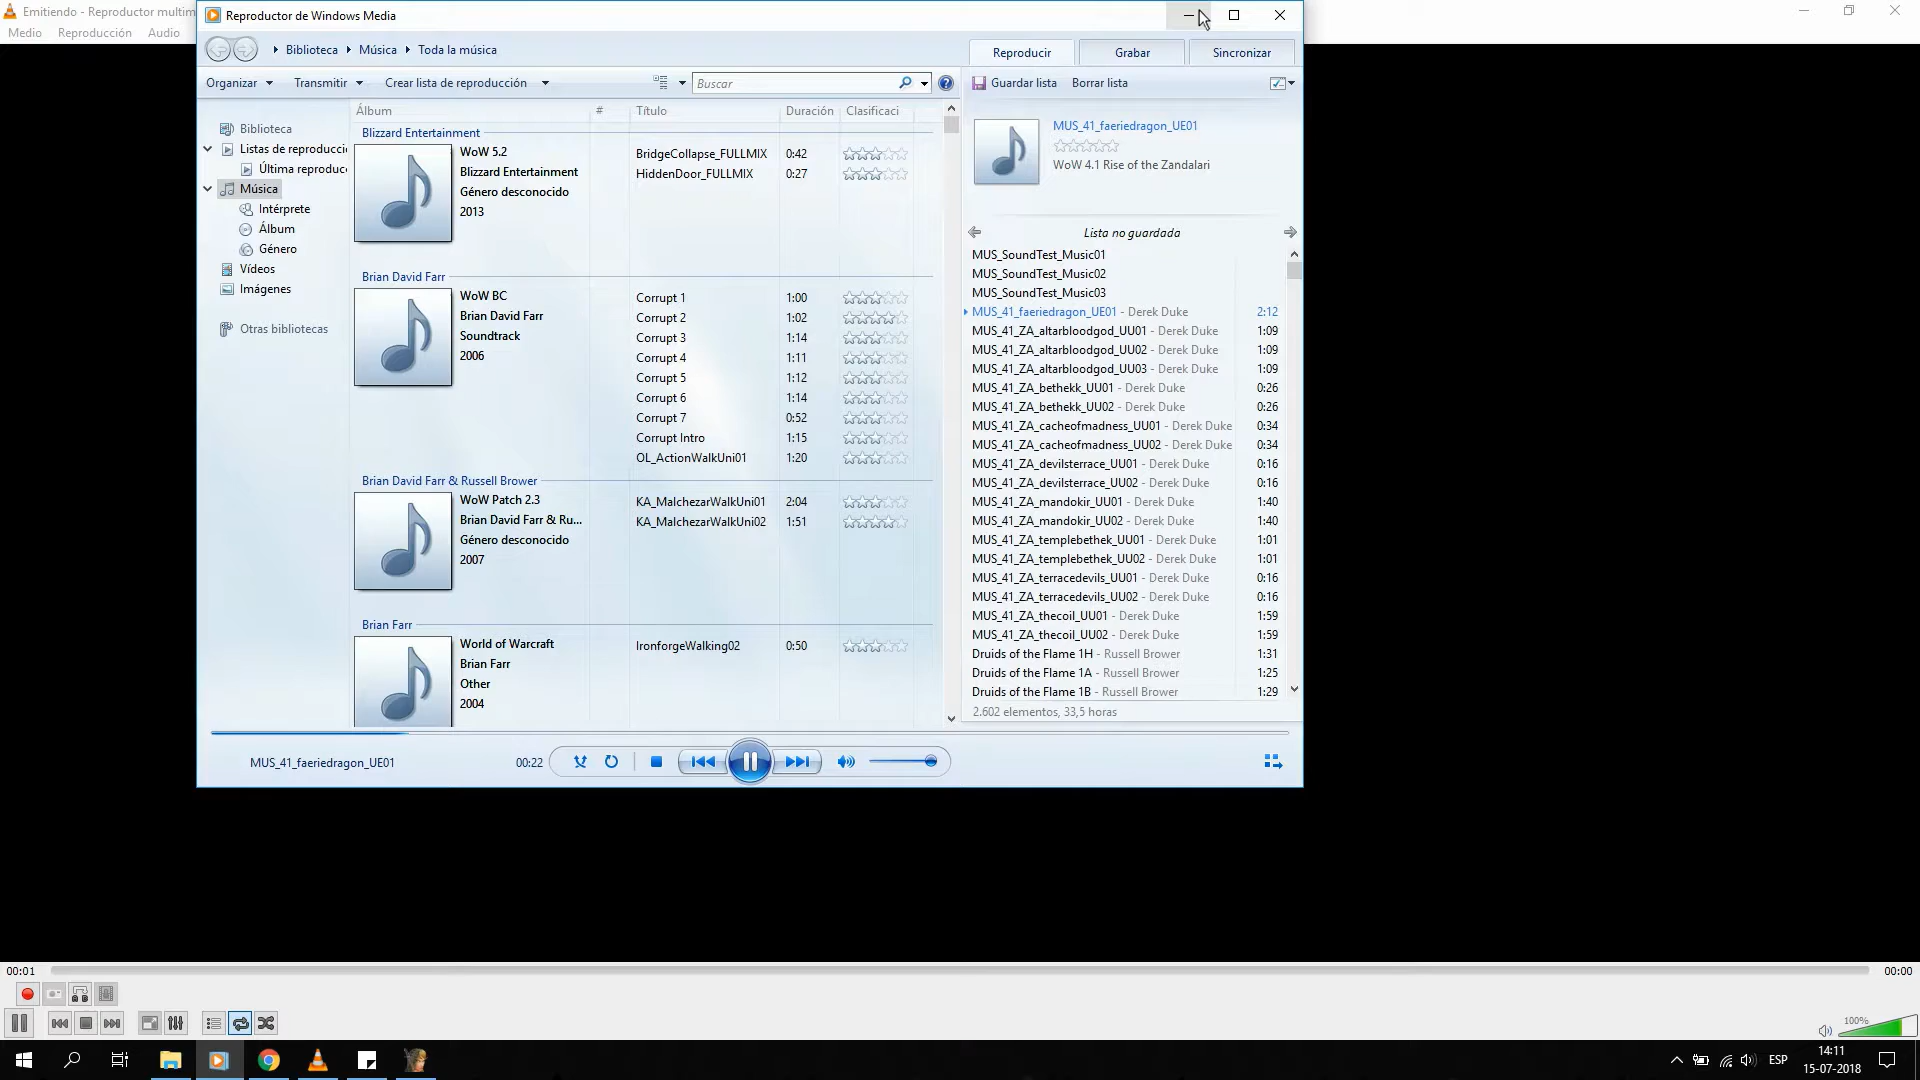 Emitiendo - Reproductor multim
Medio Reproducción Audio
Reproductor de Windows Media
Biblioteca Música Toda la música
Reproducir Grabar Sincronizar
Organizar Transmitir Crear lista de reproducción Buscar
Guardar lista Borrar lista
Biblioteca
Listas de reproducció
Última reproduc
Música
Intérprete
Álbum
Género
Vídeos
Imágenes
Otras bibliotecas
Álbum # Título Duración Clasificaci
Blizzard Entertainment
WoW 5.2
Blizzard Entertainment
Género desconocido
2013
BridgeCollapse_FULLMIX 0:42
HiddenDoor_FULLMIX 0:27
Brian David Farr
WoW BC
Brian David Farr
Soundtrack
2006
Corrupt 1 1:00
Corrupt 2 1:02
Corrupt 3 1:14
Corrupt 4 1:11
Corrupt 5 1:12
Corrupt 6 1:14
Corrupt 7 0:52
Corrupt Intro 1:15
OL_ActionWalkUni01 1:20
Brian David Farr & Russell Brower
WoW Patch 2.3
Brian David Farr & Ru...
Género desconocido
2007
KA_MalchezarWalkUni01 2:04
KA_MalchezarWalkUni02 1:51
Brian Farr
World of Warcraft
Brian Farr
Other
2004
IronforgeWalking02 0:50
MUS_41_faeriedragon_UE01
WoW 4.1 Rise of the Zandalari
Lista no guardada
MUS_SoundTest_Music01
MUS_SoundTest_Music02
MUS_SoundTest_Music03
MUS_41_faeriedragon_UE01 - Derek Duke 2:12
MUS_41_ZA_altarbloodgod_UU01 - Derek Duke 1:09
MUS_41_ZA_altarbloodgod_UU02 - Derek Duke 1:09
MUS_41_ZA_altarbloodgod_UU03 - Derek Duke 1:09
MUS_41_ZA_bethekk_UU01 - Derek Duke 0:26
MUS_41_ZA_bethekk_UU02 - Derek Duke 0:26
MUS_41_ZA_cacheofmadness_UU01 - Derek Duke 0:34
MUS_41_ZA_cacheofmadness_UU02 - Derek Duke 0:34
MUS_41_ZA_devilsterrace_UU01 - Derek Duke 0:16
MUS_41_ZA_devilsterrace_UU02 - Derek Duke 0:16
MUS_41_ZA_mandokir_UU01 - Derek Duke 1:40
MUS_41_ZA_mandokir_UU02 - Derek Duke 1:40
MUS_41_ZA_templebethek_UU01 - Derek Duke 1:01
MUS_41_ZA_templebethek_UU02 - Derek Duke 1:01
MUS_41_ZA_terracedevils_UU01 - Derek Duke 0:16
MUS_41_ZA_terracedevils_UU02 - Derek Duke 0:16
MUS_41_ZA_thecoil_UU01 - Derek Duke 1:59
MUS_41_ZA_thecoil_UU02 - Derek Duke 1:59
Druids of the Flame 1H - Russell Brower 1:31
Druids of the Flame 1A - Russell Brower 1:25
Druids of the Flame 1B - Russell Brower 1:29
2.602 elementos, 33,5 horas
MUS_41_faeriedragon_UE01 00:22
00:01 00:00
100%
ESP
14:11
15-07-2018